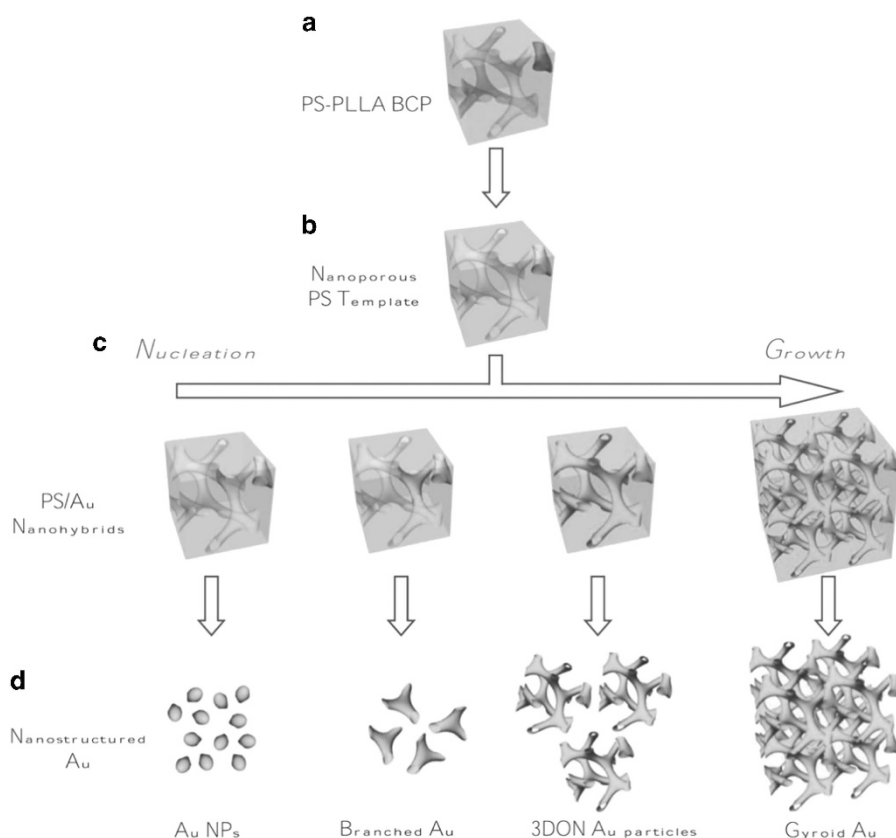 a
PS-PLLA BCP
b
Nanoporous
PS Template
c
Nucleation
Growth
PS/Au
Nanohybrids
d
Nanostructured
Au
Au NPs
Branched Au
3DON Au particles
Gyroid Au